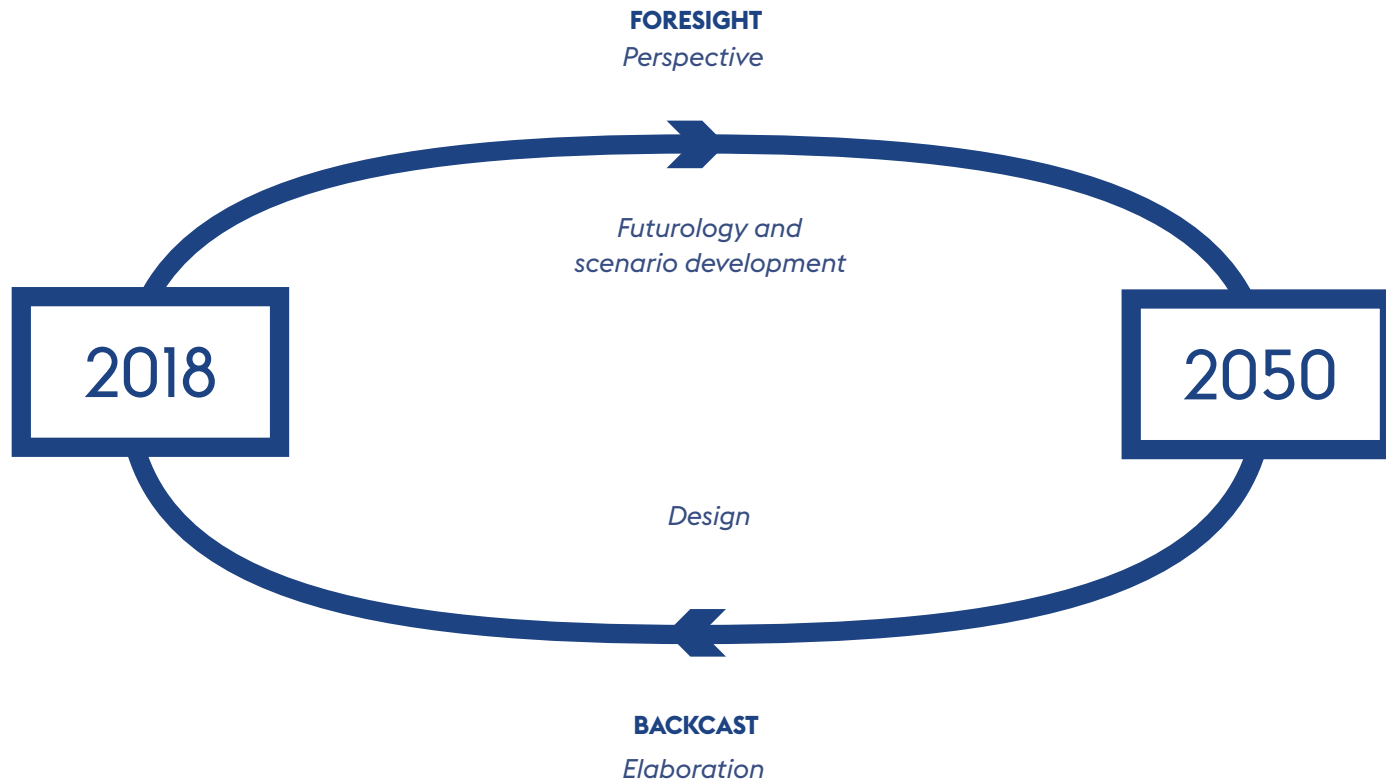 FORESIGHT
Perspective
Futurology and
scenario development
2018
2050
Design
BACKCAST
Elaboration